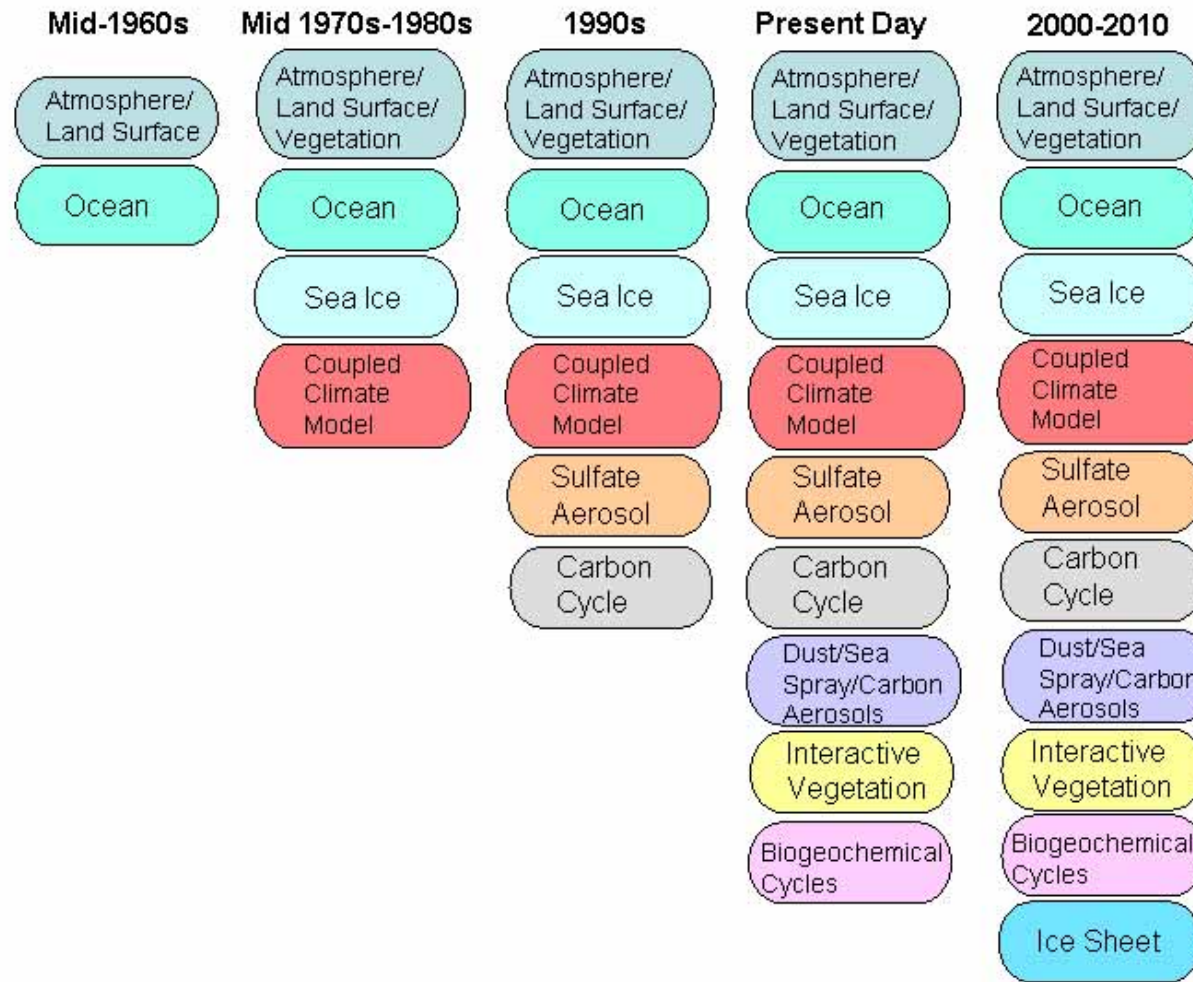 Mid-1960s
Atmosphere/
Land Surface
Ocean
Mid 1970s-1980s
Atmosphere/
Land Surface/
Vegetation
Ocean
Sea Ice
Coupled
Climate
Model
1990s
Atmosphere/
Land Surface/
Vegetation
Ocean
Sea Ice
Coupled
Climate
Model
Sulfate
Aerosol
Carbon
Cycle
Present Day
Atmosphere/
Land Surface/
Vegetation
Ocean
Sea Ice
Coupled
Climate
Model
Sulfate
Aerosol
Carbon
Cycle
Dust/Sea
Spray/Carbon
Aerosols
Interactive
Vegetation
Biogeochemical
Cycles
2000-2010
Atmosphere/
Land Surface/
Vegetation
Ocean
Sea Ice
Coupled
Climate
Model
Sulfate
Aerosol
Carbon
Cycle
Dust/Sea
Spray/Carbon
Aerosols
Interactive
Vegetation
Biogeochemical
Cycles
Ice Sheet